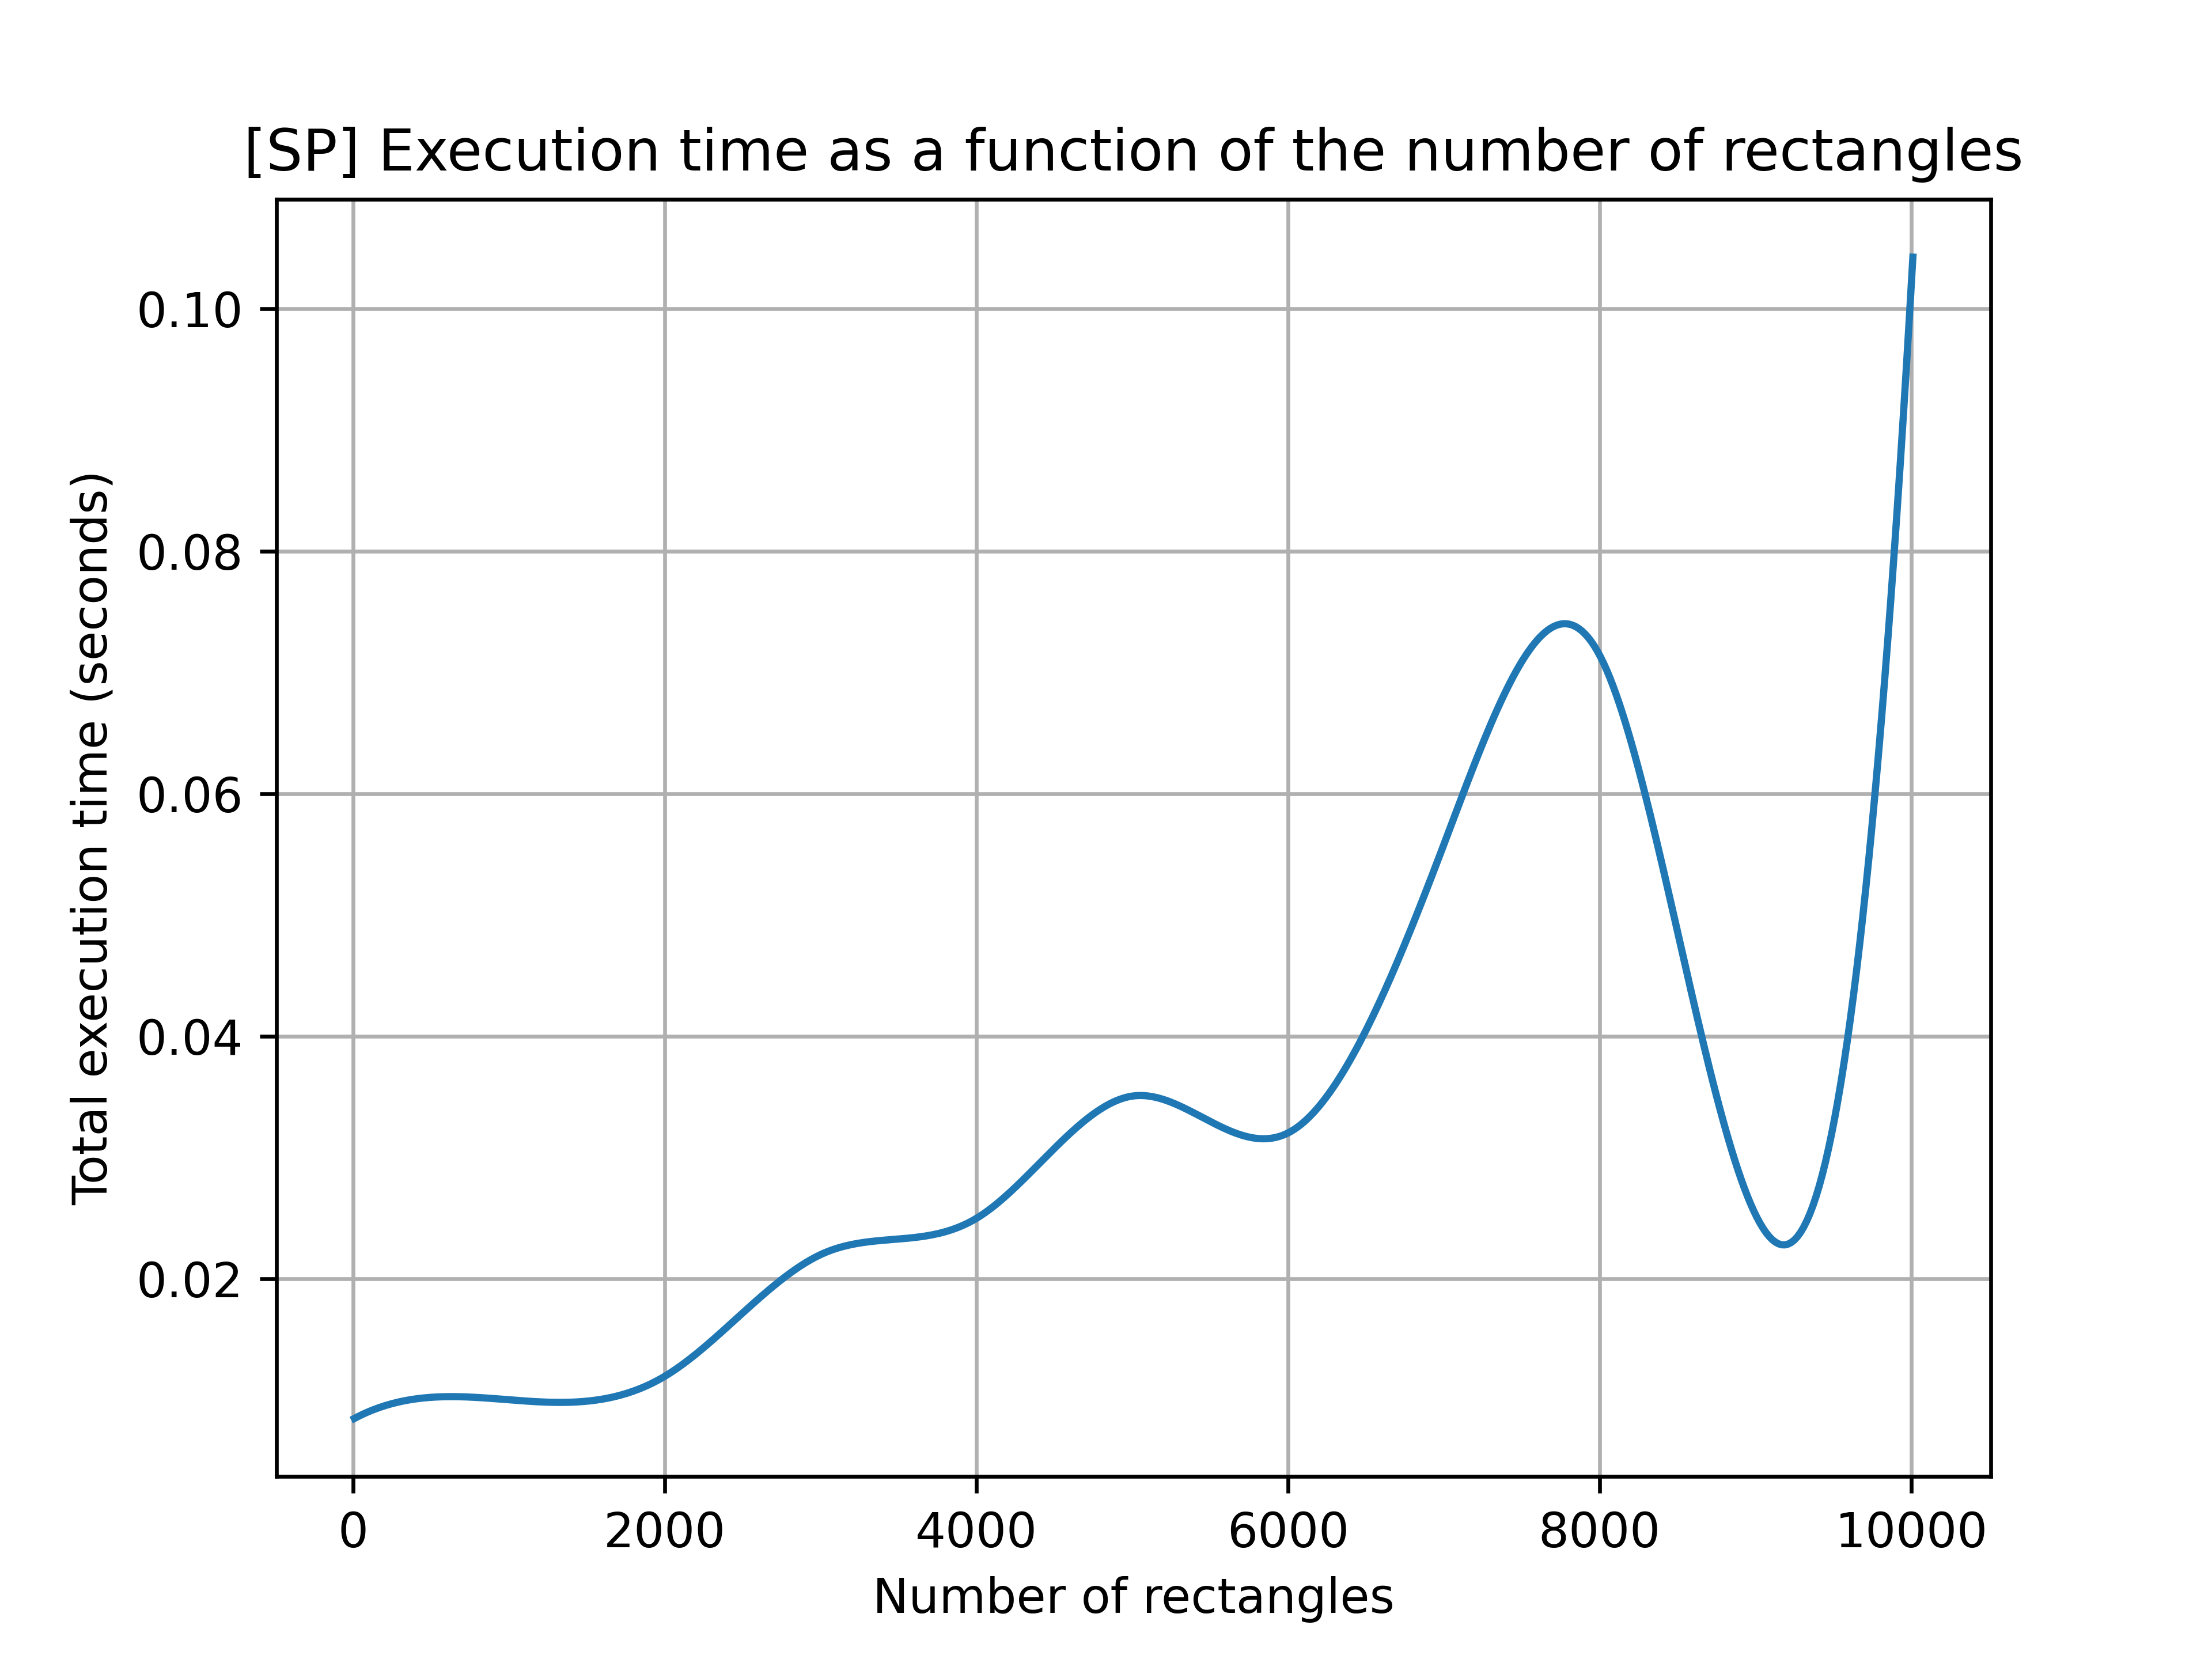 [SP] Execution time as a function of the number of rectangles
Total execution time (seconds)
0.10
0.08
0.06
0.04
0.02
0 2000 4000 6000 8000 10000
Number of rectangles